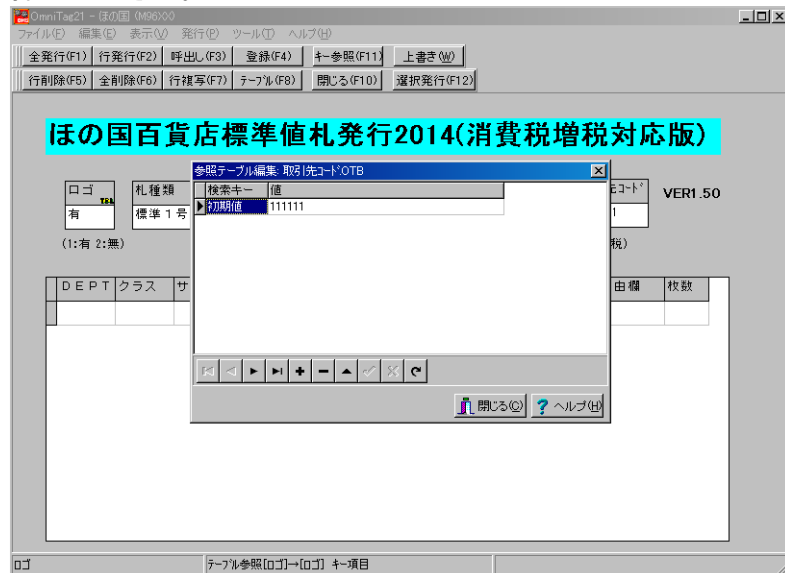 OmniTag21 - ほの国 (M96)XO
ファイル(F) 編集(E) 表示(V) 発行(P) ツール(T) ヘルプ(H)
全発行(F1) 行発行(F2) 呼出し(F3) 登録(F4) キー参照(F11) 上書き(W)
行削除(F5) 全削除(F6) 行複写(F7) テーブル(F8) 閉じる(F10) 選択発行(F12)
ほの国百貨店標準値札発行2014(消費税増税対応版)
参照テーブル編集: 取引先コード.OTB
検索キー 値
初期値 111111
ロゴ TBL 札種類 コード VER1.50
有 標準1号 1
(1:有 2:無) 税)
DEPT クラス サ 由欄 枚数
閉じる(C) ヘルプ(H)
ロゴ テーブル参照[ロゴ]→[ロゴ] キー項目